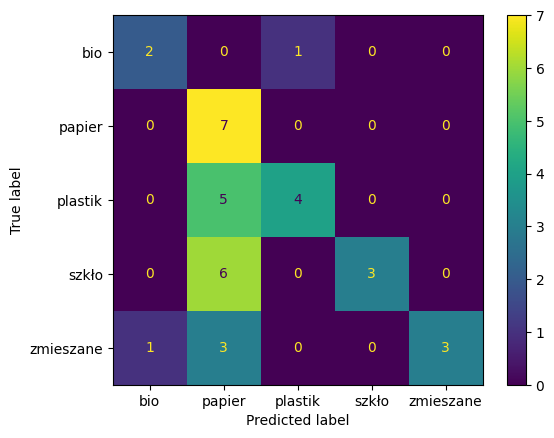 bio 2 0 1 0 0
papier 0 7 0 0 0
plastik 0 5 4 0 0
szkło 0 6 0 3 0
zmieszane 1 3 0 0 3
bio papier plastik szkło zmieszane
Predicted label
True label
7
6
5
4
3
2
1
0